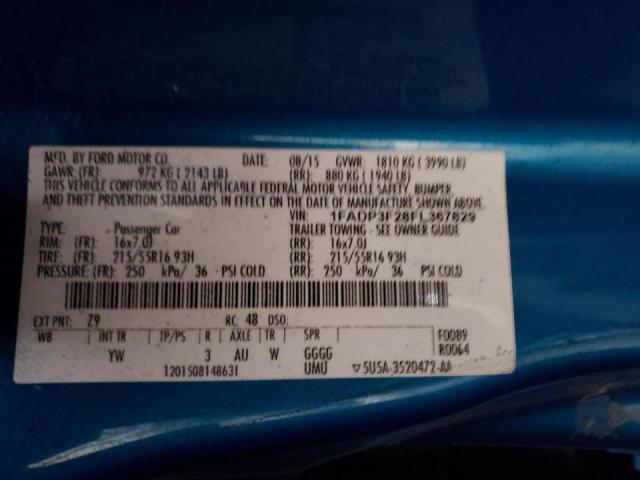 MFD. BY FORD MOTOR CO. DATE: 08/15 GVWR: 1810 KG ( 3990 LB)
GAWR: (FR): 972 KG ( 2143 LB) (RR): 880 KG ( 1940 LB)
THIS VEHICLE CONFORMS TO ALL APPLICABLE FEDERAL MOTOR VEHICLE SAFETY, BUMPER,
AND THEFT PREVENTION STANDARDS IN EFFECT ON THE DATE OF MANUFACTURE SHOWN ABOVE.
VIN: 1FADP3F28FL367829
TYPE: Passenger Car TRAILER TOWING - SEE OWNER GUIDE
RIM: (FR): 16x7.0J (RR): 16x7.0J
TIRE: (FR): 215/55R16 93H (RR): 215/55R16 93H
PRESSURE: (FR): 250 kPa/ 36 PSI COLD (RR): 250 kPa/ 36 PSI COLD
EXT PNT: Z9 RC: 48 DSO:
WB INT TR TP/PS R AXLE TR SPR F0089
YW 3 AU W GGGG R0064
1201508148631 UMU ▽ 5U5A-3520472-AA